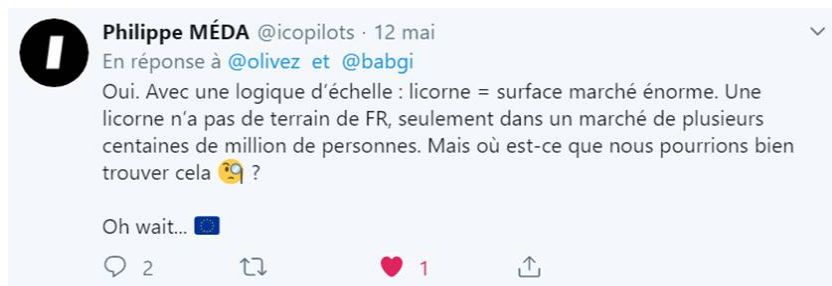 Philippe MÉDA @icopilots · 12 mai
En réponse à @olivez et @babgi
Oui. Avec une logique d'échelle : licorne = surface marché énorme. Une
licorne n'a pas de terrain de FR, seulement dans un marché de plusieurs
centaines de million de personnes. Mais où est-ce que nous pourrions bien
trouver cela 🧐 ?
Oh wait... 🇪🇺
2 1